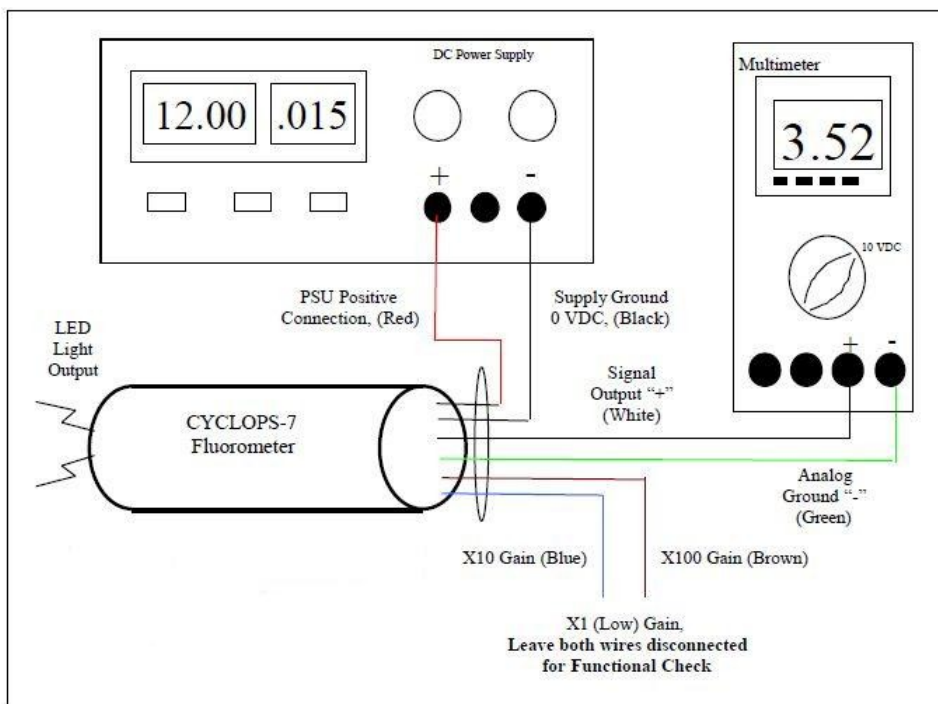 DC Power Supply
12.00
.015
+
-
Multimeter
3.52
10 VDC
+
-
PSU Positive
Connection, (Red)
Supply Ground
0 VDC, (Black)
LED
Light
Output
Signal
Output “+”
(White)
CYCLOPS-7
Fluorometer
Analog
Ground “-”
(Green)
X10 Gain (Blue)
X100 Gain (Brown)
X1 (Low) Gain,
Leave both wires disconnected
for Functional Check